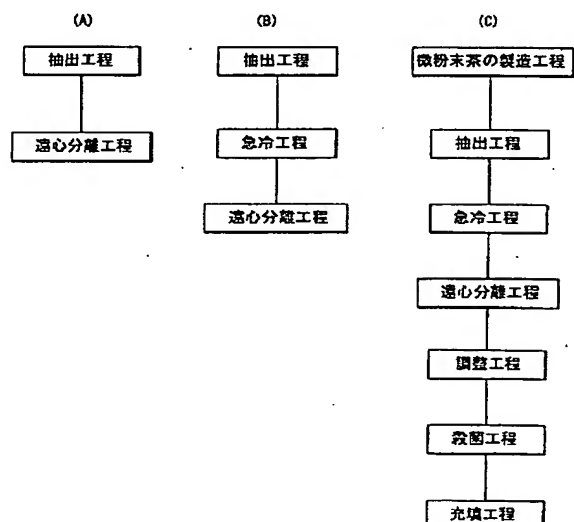 (A)
抽出工程
遠心分離工程
(B)
抽出工程
急冷工程
遠心分離工程
(C)
微粉末茶の製造工程
抽出工程
急冷工程
遠心分離工程
調整工程
殺菌工程
充填工程